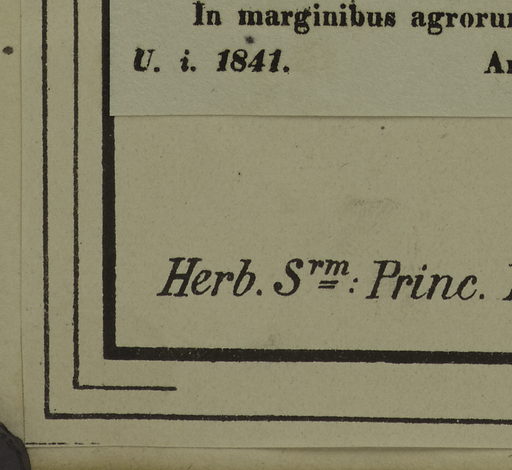 In marginibus agroru
U. i. 1841.
Herb. Srm: Princ.